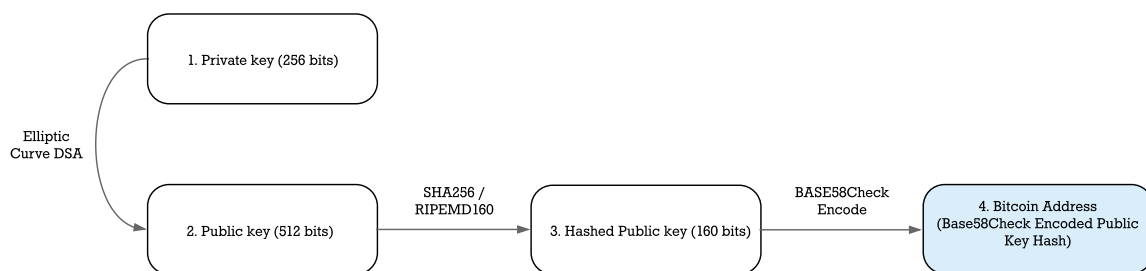 1. Private key (256 bits)
Elliptic
Curve DSA
2. Public key (512 bits)
SHA256 /
RIPEMD160
3. Hashed Public key (160 bits)
BASE58Check
Encode
4. Bitcoin Address
(Base58Check Encoded Public
Key Hash)